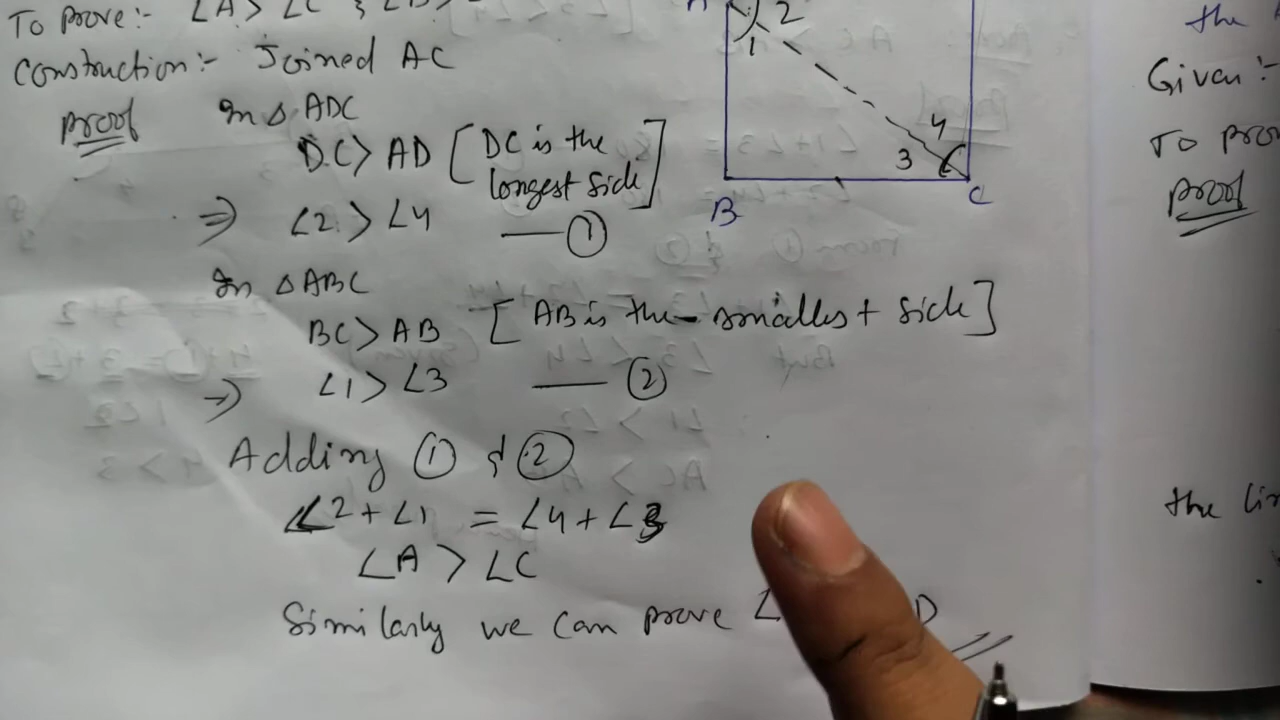 To prove:- ∠A > ∠C ; ∠B >
Construction:- Joined AC
Proof In △ ADC
DC > AD [DC is the longest side]
⇒ ∠2 > ∠4 —— ①
In △ ABC
BC > AB [AB is the smallest side]
⇒ ∠1 > ∠3 —— ②
Adding ① & ②
∠2 + ∠1 = ∠4 + ∠3
∠A > ∠C
Similarly we can prove ∠ D
A
2
1
4
3
B
C
the
Given:-
To pro
Proof
the lin